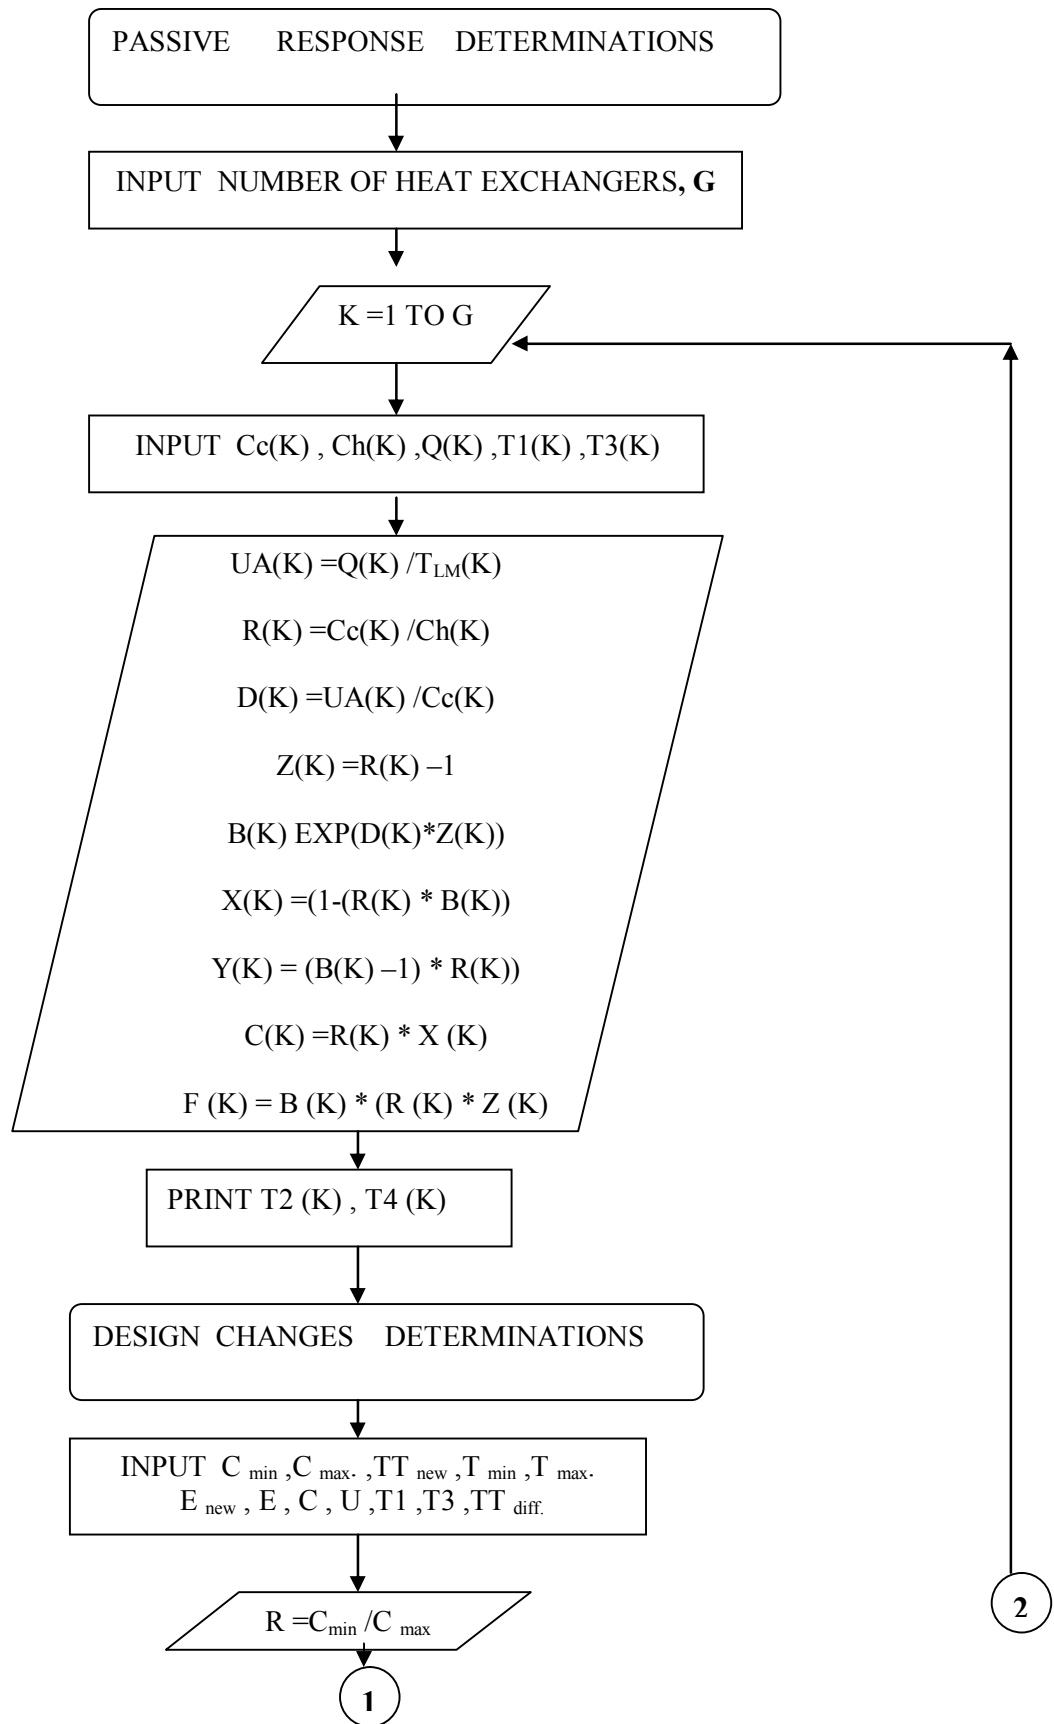 PASSIVE RESPONSE DETERMINATIONS
INPUT NUMBER OF HEAT EXCHANGERS, G
K =1 TO G
INPUT Cc(K) , Ch(K) ,Q(K) ,T1(K) ,T3(K)
UA(K) =Q(K) /TLM(K)
R(K) =Cc(K) /Ch(K)
D(K) =UA(K) /Cc(K)
Z(K) =R(K) –1
B(K) EXP(D(K)*Z(K))
X(K) =(1-(R(K) * B(K))
Y(K) = (B(K) –1) * R(K))
C(K) =R(K) * X (K)
F (K) = B (K) * (R (K) * Z (K)
PRINT T2 (K) , T4 (K)
DESIGN CHANGES DETERMINATIONS
INPUT C min ,C max. ,TT new ,T min ,T max.
E new , E , C , U ,T1 ,T3 ,TT diff.
R =Cmin /C max
2
1